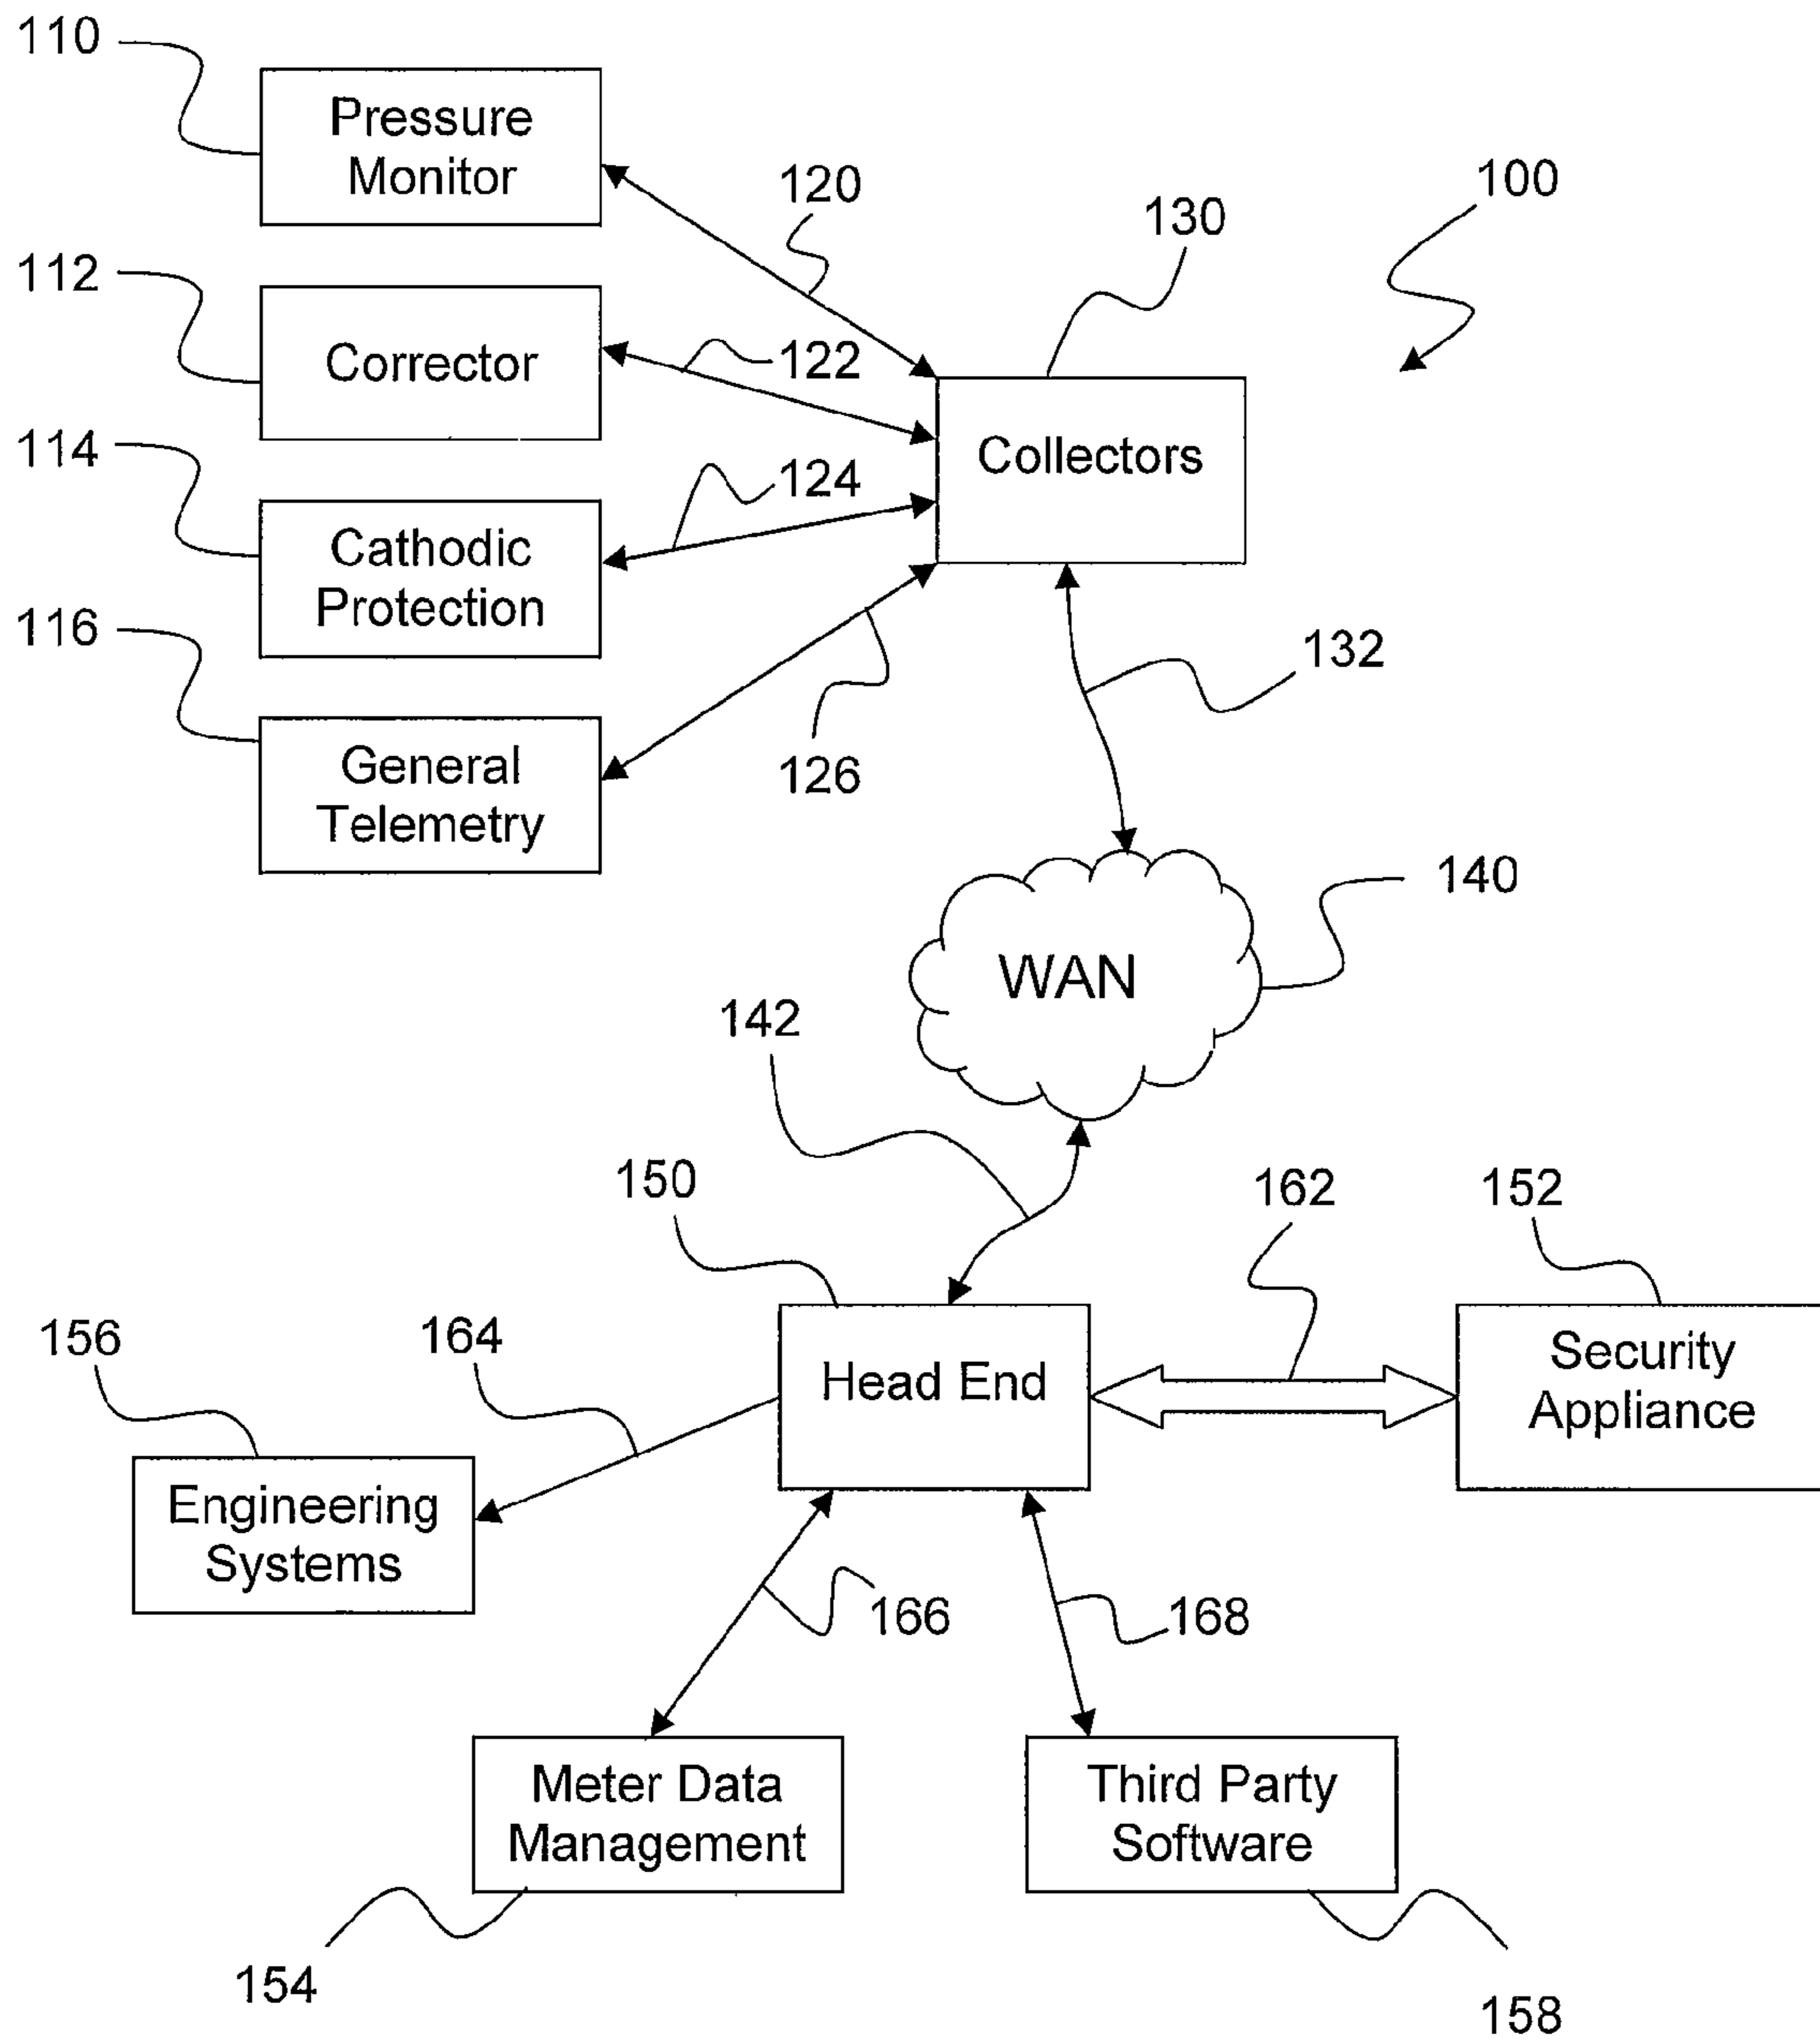 110
Pressure
Monitor
120
100
130
112
Corrector
122
114
124
Collectors
Cathodic
Protection
116
132
General
Telemetry
126
140
WAN
142
150
162
152
156
164
Head End
Security
Appliance
Engineering
Systems
166
168
Meter Data
Management
Third Party
Software
154
158